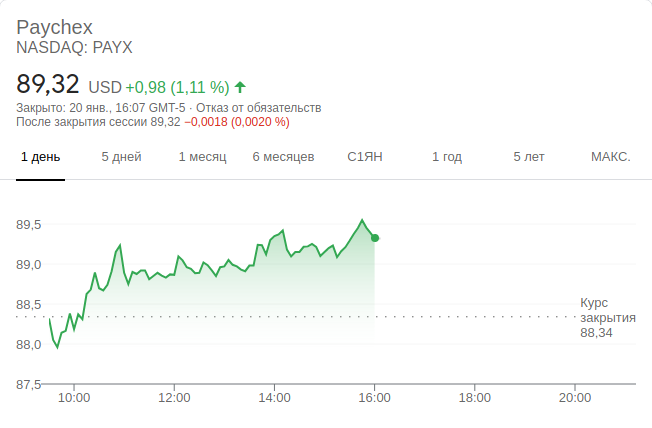 Paychex
NASDAQ: PAYX
89,32 USD +0,98 (1,11 %)
Закрыто: 20 янв., 16:07 GMT-5 · Отказ от обязательств
После закрытия сессии 89,32 −0,0018 (0,0020 %)
1 день 5 дней 1 месяц 6 месяцев С1ЯН 1 год 5 лет МАКС.
89,5
89,0
88,5
88,0
87,5
Курс
закрытия
88,34
10:00 12:00 14:00 16:00 18:00 20:00